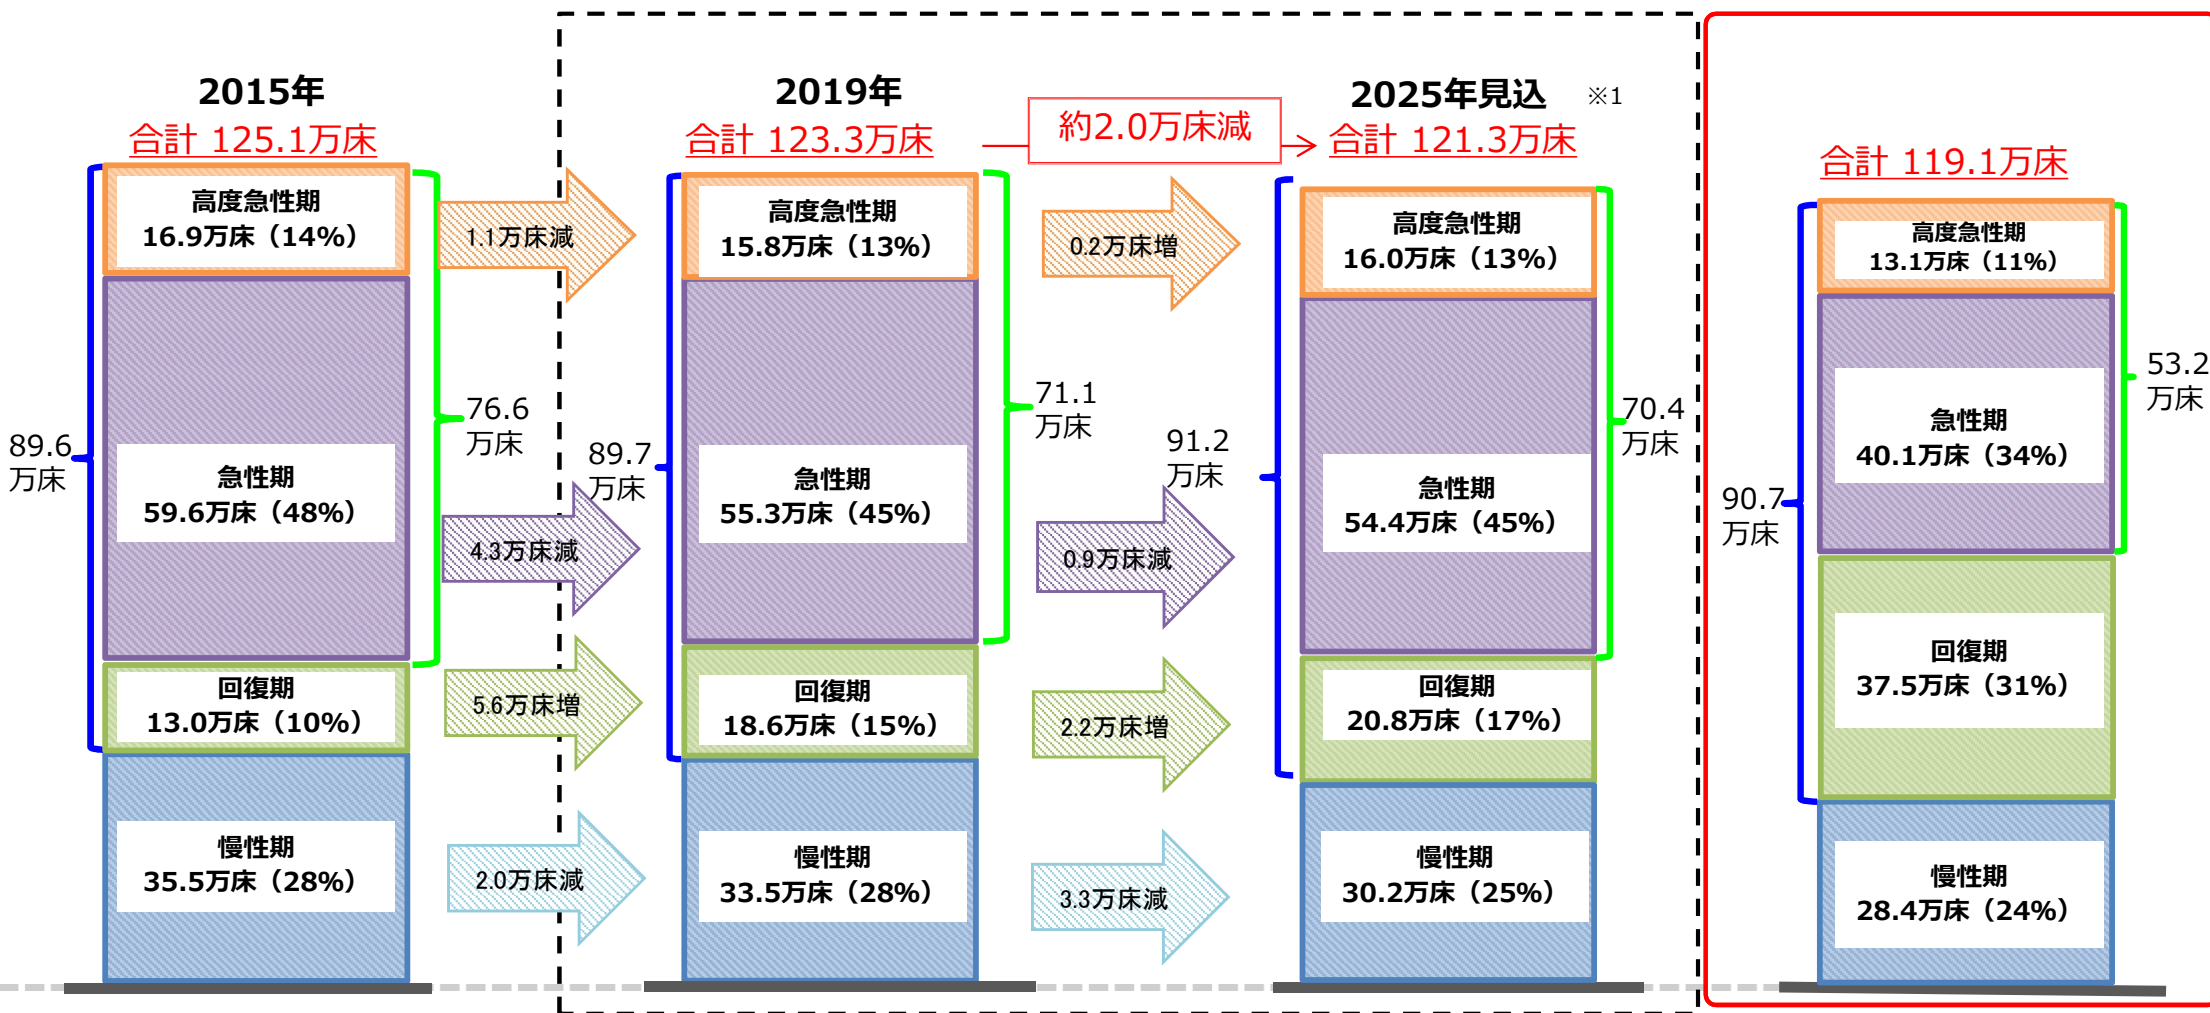 2015年
合計 125.1万床
高度急性期
16.9万床（14%）
急性期
59.6万床（48%）
回復期
13.0万床（10%）
慢性期
35.5万床（28%）
89.6
万床
76.6
万床
1.1万床減
4.3万床減
5.6万床増
2.0万床減
2019年
合計 123.3万床
高度急性期
15.8万床（13%）
急性期
55.3万床（45%）
回復期
18.6万床（15%）
慢性期
33.5万床（28%）
89.7
万床
71.1
万床
約2.0万床減
0.2万床増
0.9万床減
2.2万床増
3.3万床減
2025年見込 ※1
合計 121.3万床
高度急性期
16.0万床（13%）
急性期
54.4万床（45%）
回復期
20.8万床（17%）
慢性期
30.2万床（25%）
91.2
万床
70.4
万床
合計 119.1万床
高度急性期
13.1万床（11%）
急性期
40.1万床（34%）
回復期
37.5万床（31%）
慢性期
28.4万床（24%）
90.7
万床
53.2
万床